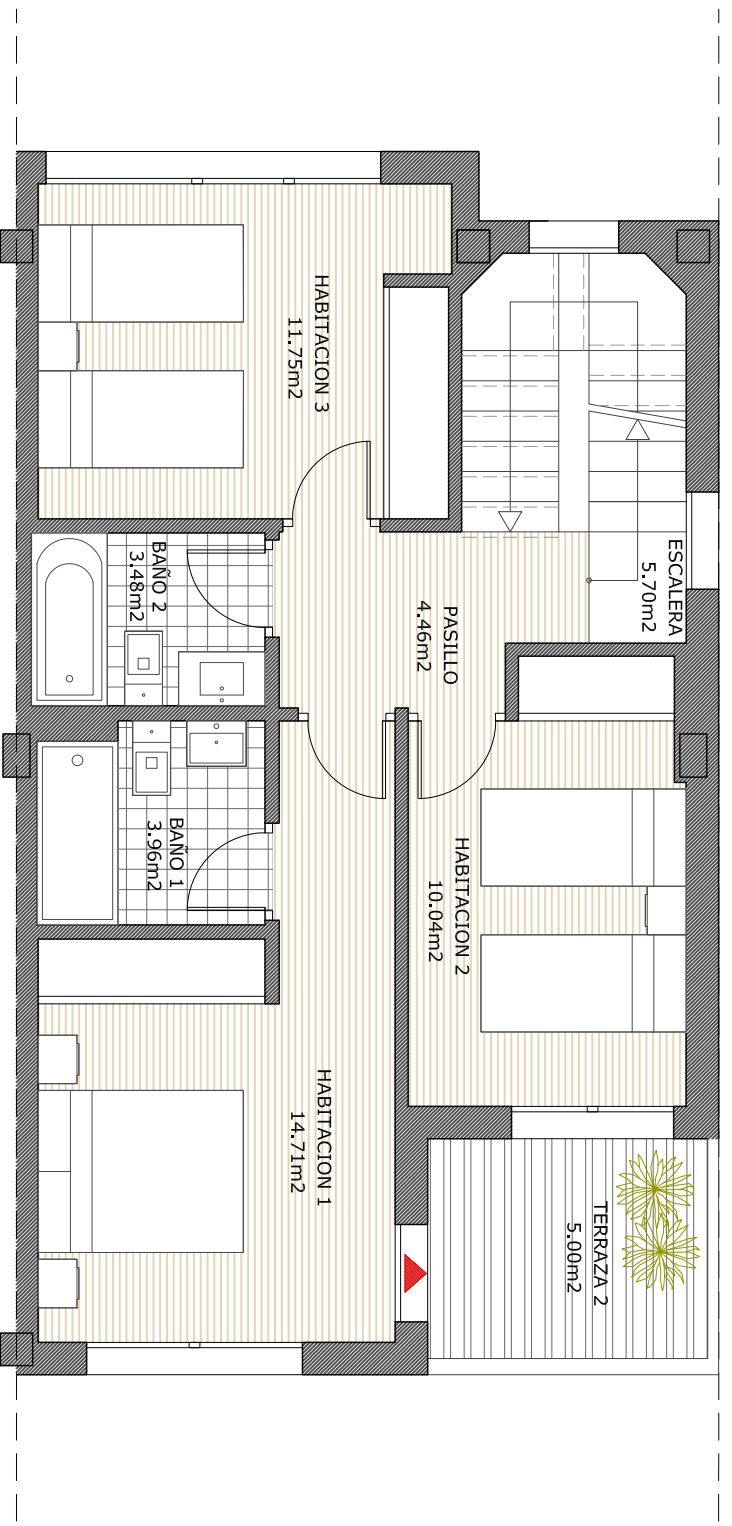 HABITACION 3
11.75m2
ESCALERA
5.70m2
BAÑO 2
3.48m2
PASILLO
4.46m2
BAÑO 1
3.96m2
HABITACION 2
10.04m2
HABITACION 1
14.71m2
TERRAZA 2
5.00m2